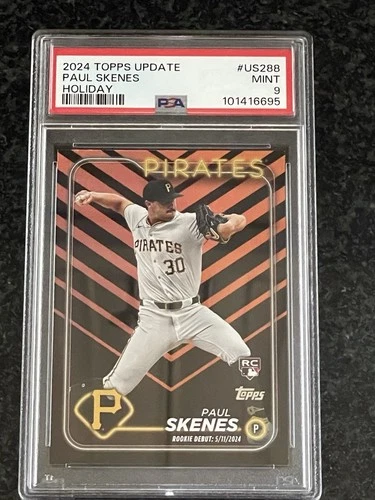 2024 TOPPS UPDATE #US288
PAUL SKENES MINT
HOLIDAY 9
PSA 101416695
PIRATES
P
PIRATES
30
RC
Topps
P
PAUL
SKENES
P
ROOKIE DEBUT: 5/11/2024